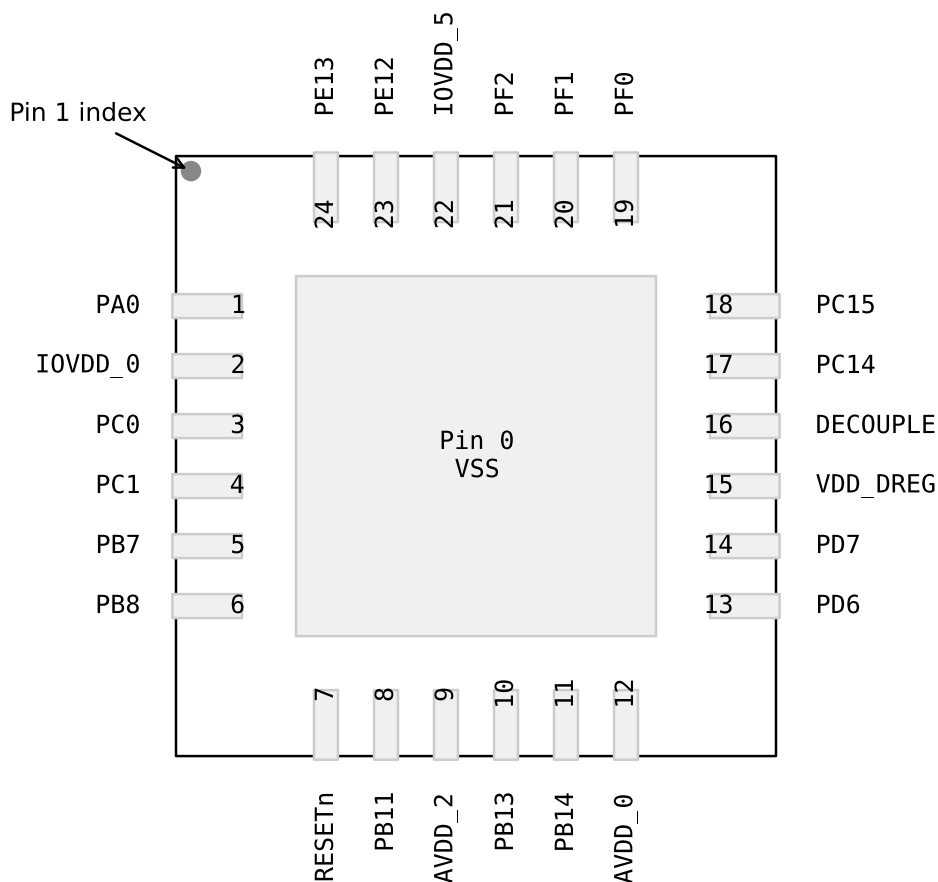 PE13
PE12
IOVDD_5
PF2
PF1
PF0
Pin 1 index
24
23
22
21
20
19
PA0 1
18 PC15
IOVDD_0 2
17 PC14
PC0 3
16 DECOUPLE
Pin 0
VSS
PC1 4
15 VDD_DREG
PB7 5
14 PD7
PB8 6
13 PD6
7
8
9
10
11
12
RESETn
PB11
AVDD_2
PB13
PB14
AVDD_0